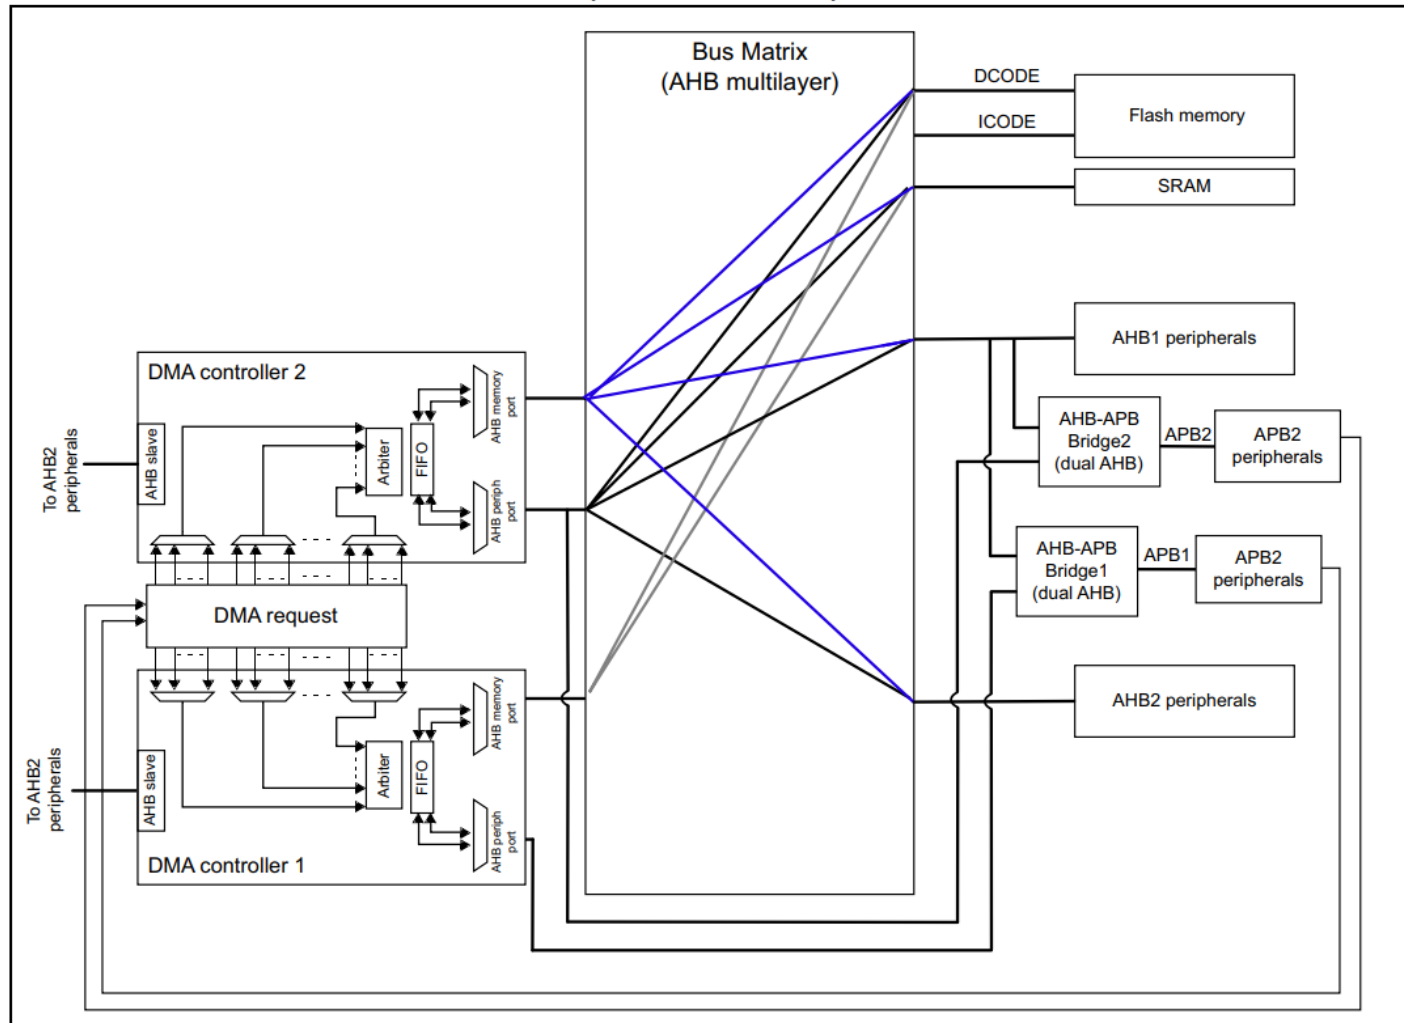 Bus Matrix
(AHB multilayer)
DCODE
ICODE
Flash memory
SRAM
AHB1 peripherals
DMA controller 2
To AHB2
peripherals
AHB slave
Arbiter
FIFO
AHB memory
port
AHB periph
port
AHB-APB
Bridge2
(dual AHB)
APB2
APB2
peripherals
AHB-APB
Bridge1
(dual AHB)
APB1
APB2
peripherals
DMA request
AHB2 peripherals
To AHB2
peripherals
AHB slave
Arbiter
FIFO
AHB memory
port
AHB periph
port
DMA controller 1